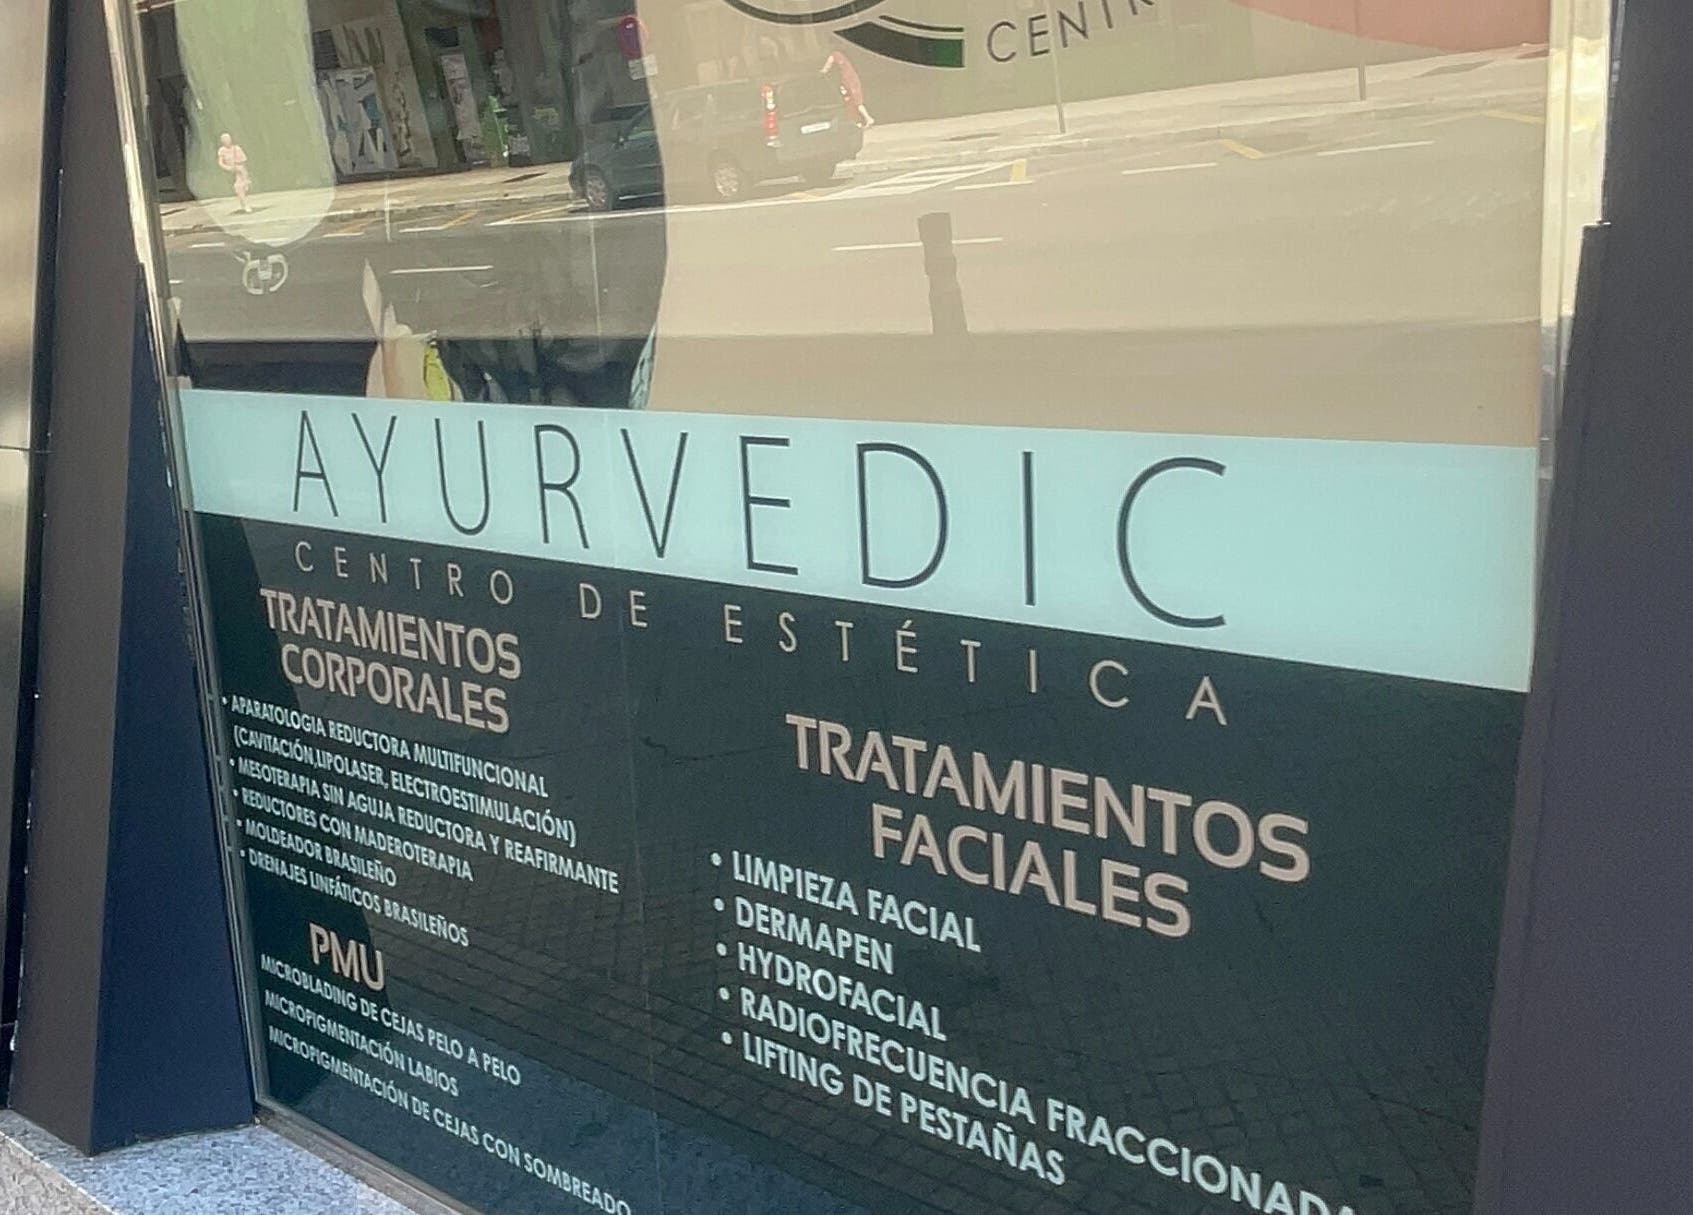 CENTR
AYURVEDIC
CENTRO DE ESTÉTICA
TRATAMIENTOS
CORPORALES
• APARATOLOGIA REDUCTORA MULTIFUNCIONAL
(CAVITACIÓN,LIPOLASER, ELECTROESTIMULACIÓN)
• MESOTERAPIA SIN AGUJA REDUCTORA Y REAFIRMANTE
• REDUCTORES CON MADEROTERAPIA
• MOLDEADOR BRASILEÑO
• DRENAJES LINFÁTICOS BRASILEÑOS
PMU
MICROBLADING DE CEJAS PELO A PELO
MICROPIGMENTACIÓN LABIOS
MICROPIGMENTACIÓN DE CEJAS CON SOMBREADO
TRATAMIENTOS
FACIALES
• LIMPIEZA FACIAL
• DERMAPEN
• HYDROFACIAL
• RADIOFRECUENCIA FRACCIONADA
• LIFTING DE PESTAÑAS